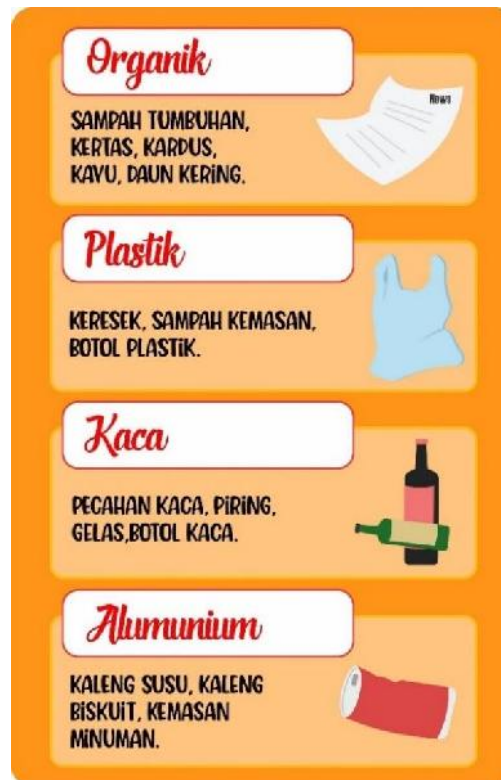 Organik
News
SAMPAH TUMBUHAN,
KERTAS, KARDUS,
KAYU, DAUN KERING.
Plastik
KERESEK, SAMPAH KEMASAN,
BOTOL PLASTIK.
Kaca
PECAHAN KACA, PIRING,
GELAS,BOTOL KACA.
Alumunium
KALENG SUSU, KALENG
BISKUIT, KEMASAN
MINUMAN.